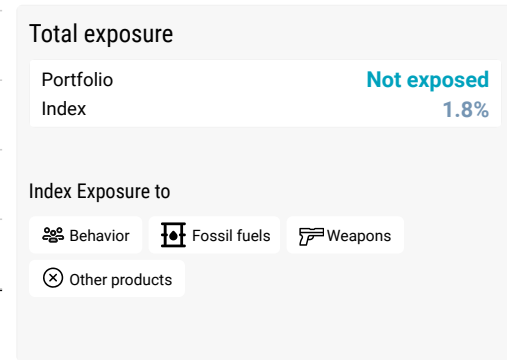 Total exposure
Portfolio Not exposed
Index 1.8%
Index Exposure to
Behavior Fossil fuels Weapons
Other products